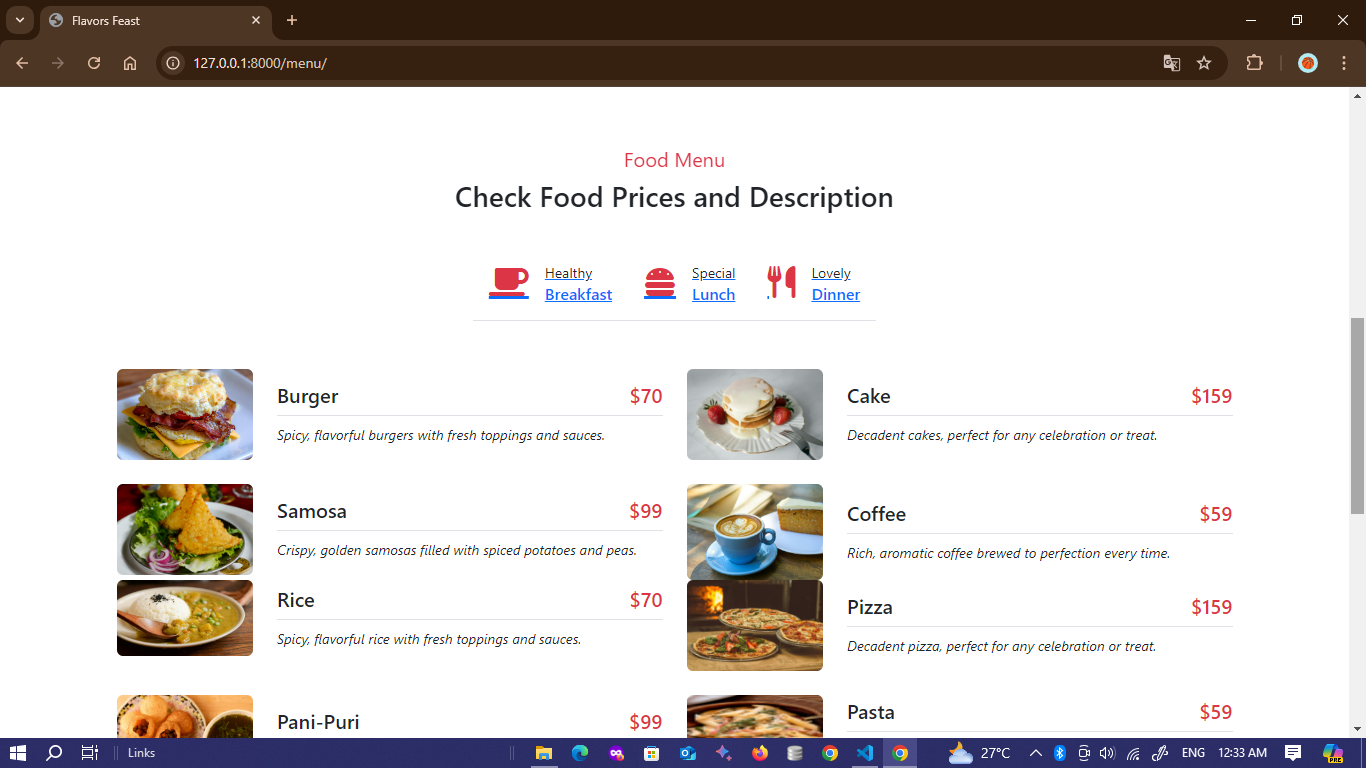 Flavors Feast
127.0.0.1:8000/menu/
Food Menu
Check Food Prices and Description
Healthy
Breakfast
Special
Lunch
Lovely
Dinner
Burger $70
Spicy, flavorful burgers with fresh toppings and sauces.
Cake $159
Decadent cakes, perfect for any celebration or treat.
Samosa $99
Crispy, golden samosas filled with spiced potatoes and peas.
Coffee $59
Rich, aromatic coffee brewed to perfection every time.
Rice $70
Spicy, flavorful rice with fresh toppings and sauces.
Pizza $159
Decadent pizza, perfect for any celebration or treat.
Pani-Puri $99
Pasta $59
Links
27°C
ENG
12:33 AM
PRE